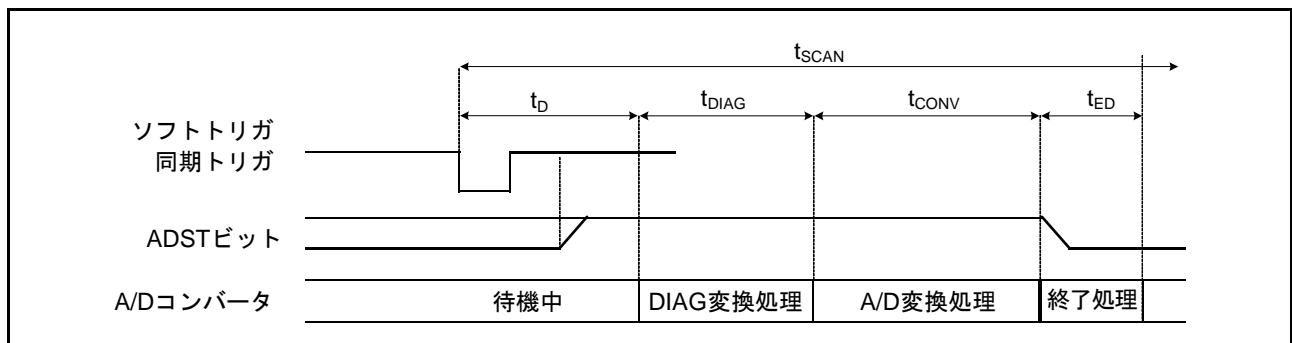 tSCAN
tD tDIAG tCONV tED
ソフトトリガ
同期トリガ
ADSTビット
A/Dコンバータ 待機中 DIAG変換処理 A/D変換処理 終了処理